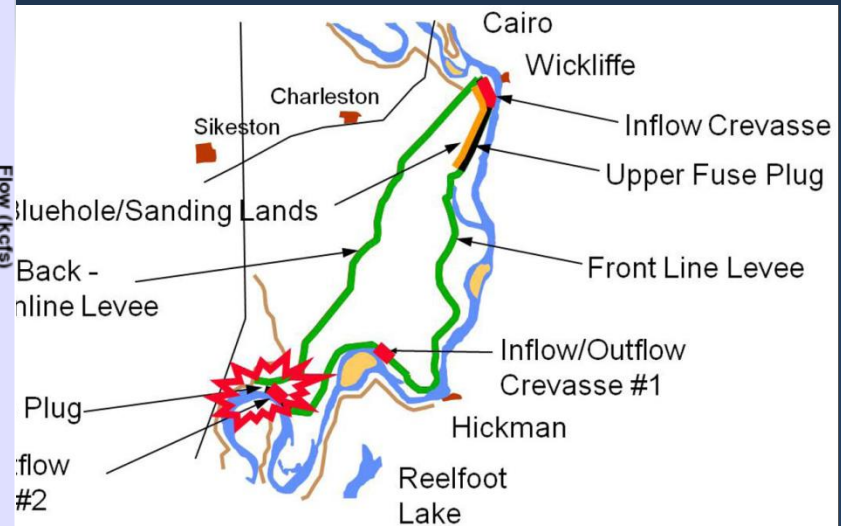 Cairo
Wickliffe
Charleston
Inflow Crevasse
Sikeston
Upper Fuse Plug
Flow (kcfs)
Bluehole/Sanding Lands
Back -
nline Levee
Front Line Levee
Inflow/Outflow
Crevasse #1
Plug
Hickman
tflow
#2
Reelfoot
Lake